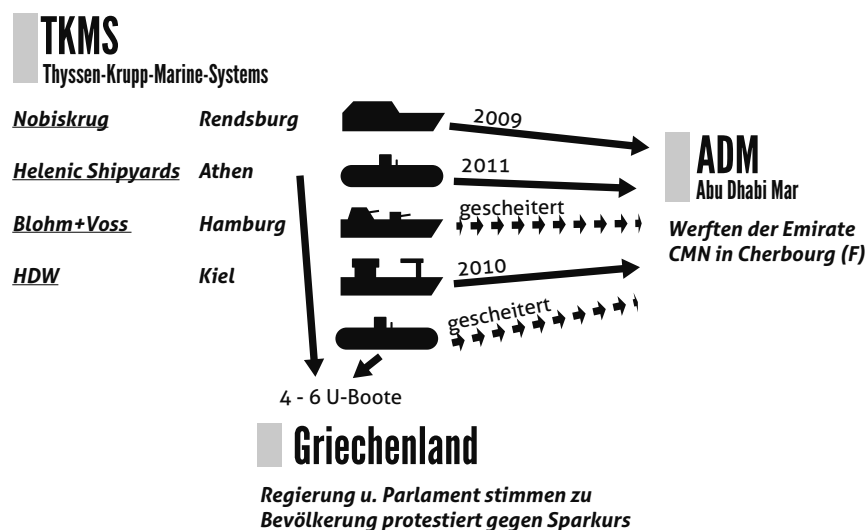 TKMS
Thyssen-Krupp-Marine-Systems
Nobiskrug Rendsburg 2009
Helenic Shipyards Athen 2011
Blohm+Voss Hamburg gescheitert
HDW Kiel 2010
gescheitert
ADM
Abu Dhabi Mar
Werften der Emirate
CMN in Cherbourg (F)
4 - 6 U-Boote
Griechenland
Regierung u. Parlament stimmen zu
Bevölkerung protestiert gegen Sparkurs